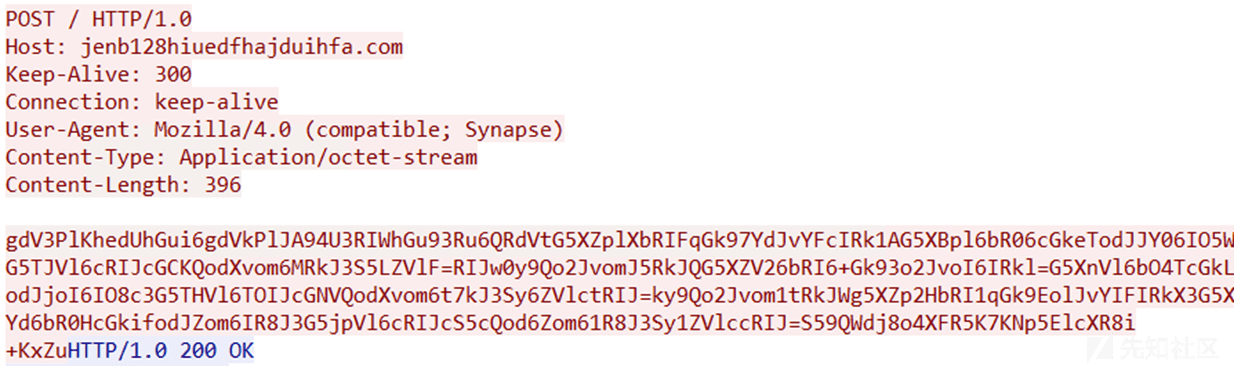 POST / HTTP/1.0
Host: jenb128hiuedfhajduihfa.com
Keep-Alive: 300
Connection: keep-alive
User-Agent: Mozilla/4.0 (compatible; Synapse)
Content-Type: Application/octet-stream
Content-Length: 396
gdV3PlKhedUhGui6gdVkPlJA94U3RIWhGu93Ru6QRdVtG5XZplXbRIFqGk97YdJvYFcIRk1AG5XBpl6bR06cGkeTodJJY06IO5W
G5TJVl6cRIJcGCKQodXvom6MRkJ3S5LZVlF=RIJw0y9Qo2JvomJ5RkJQG5XZV26bRI6+Gk93o2JvoI6IRkl=G5XnVl6bO4TcGkL
odJjoI6IO8c3G5THVl6TOIJcGNVQodXvom6t7kJ3Sy6ZVlctRIJ=ky9Qo2Jvom1tRkJWg5XZp2HbRI1qGk9EolJvYIFIRkX3G5X
Yd6bR0HcGkifodJZom6IR8J3G5jpVl6cRIJcS5cQod6Zom61R8J3Sy1ZVlccRIJ=S59QWdj8o4XFR5K7KNp5ElcXR8i
+KxZuHTTP/1.0 200 OK
先知社区